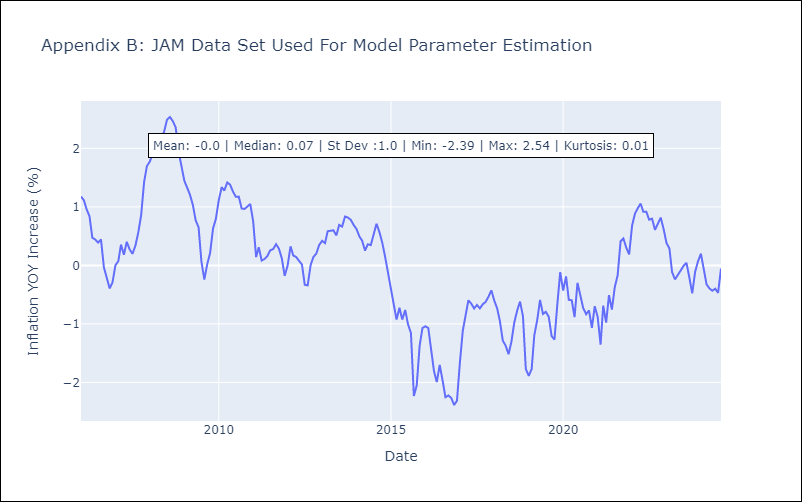 Appendix B: JAM Data Set Used For Model Parameter Estimation
Mean: -0.0 | Median: 0.07 | St Dev :1.0 | Min: -2.39 | Max: 2.54 | Kurtosis: 0.01
Inflation YOY Increase (%)
2
1
0
−1
−2
2010
2015
2020
Date